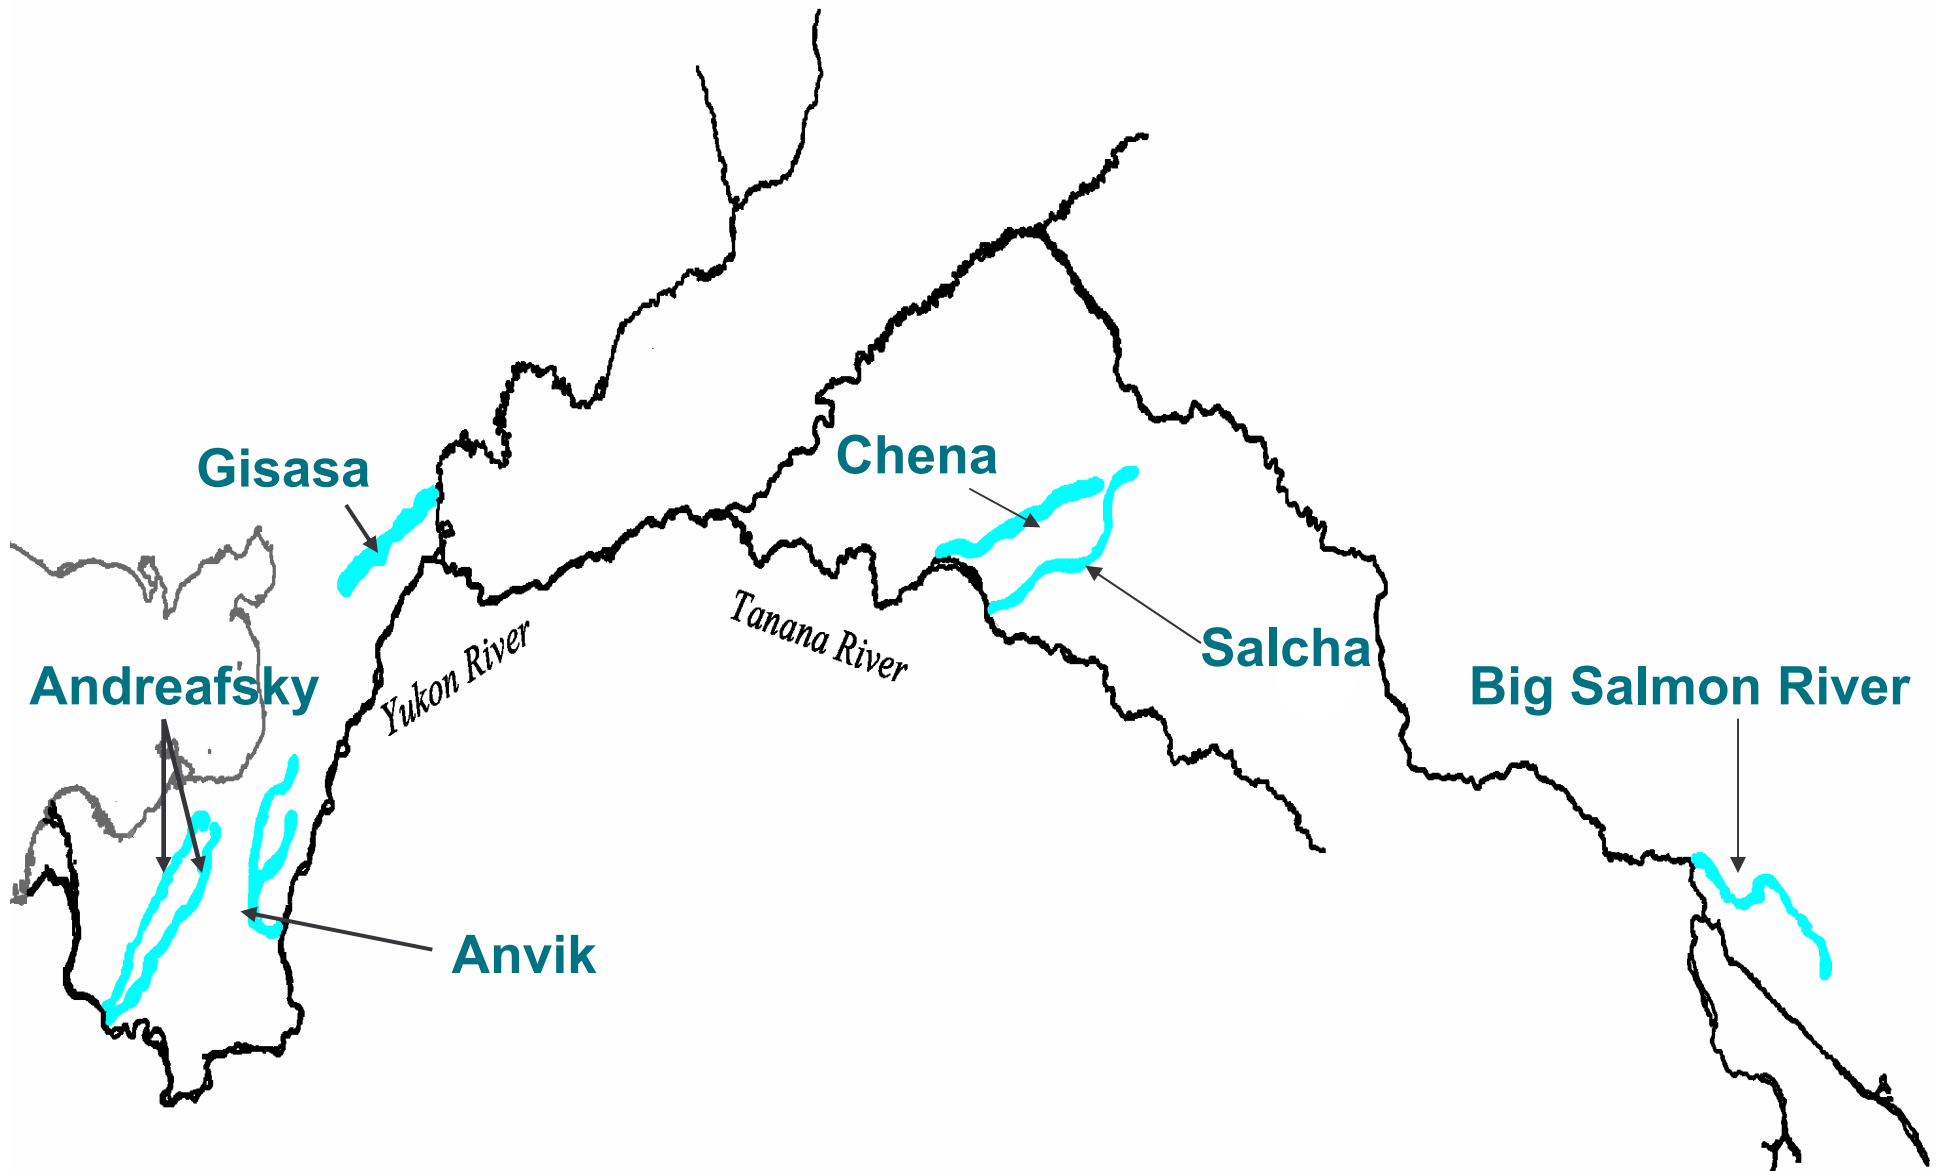 Chena
Gisasa
Tanana River
Yukon River
Salcha
Andreafsky
Big Salmon River
Anvik